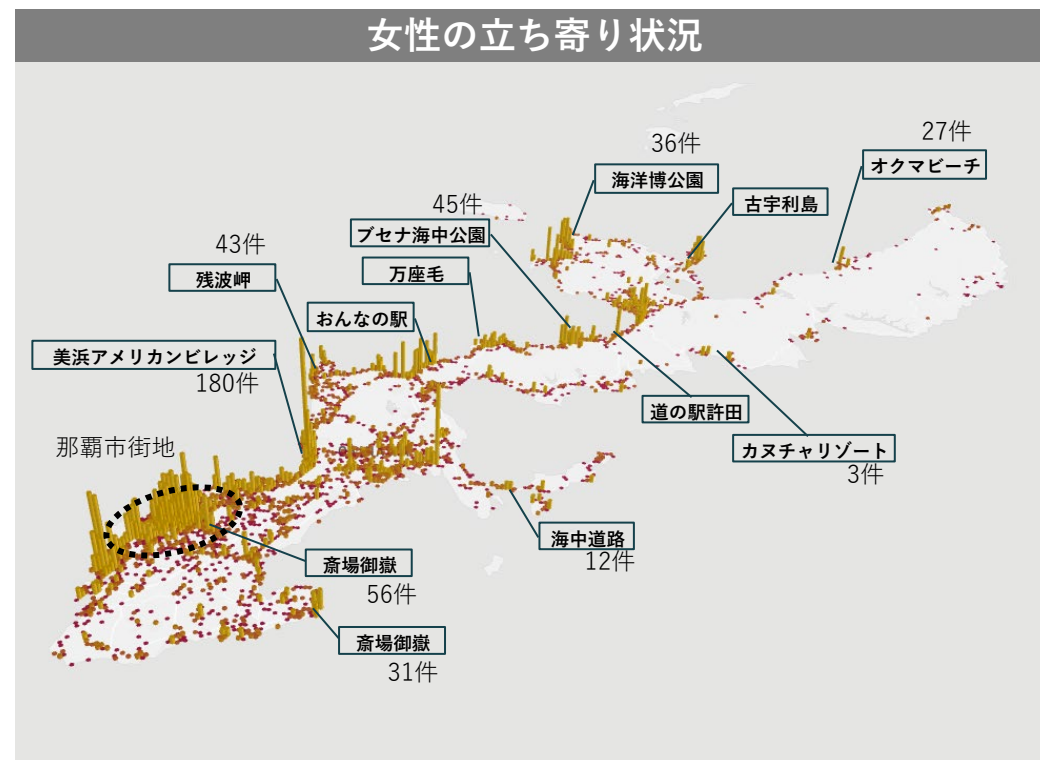 女性の立ち寄り状況
27件
オクマビーチ
36件
海洋博公園
古宇利島
45件
ブセナ海中公園
43件
残波岬
万座毛
おんなの駅
美浜アメリカンビレッジ
180件
道の駅許田
カヌチャリゾート
3件
那覇市街地
海中道路
12件
斎場御嶽
56件
斎場御嶽
31件